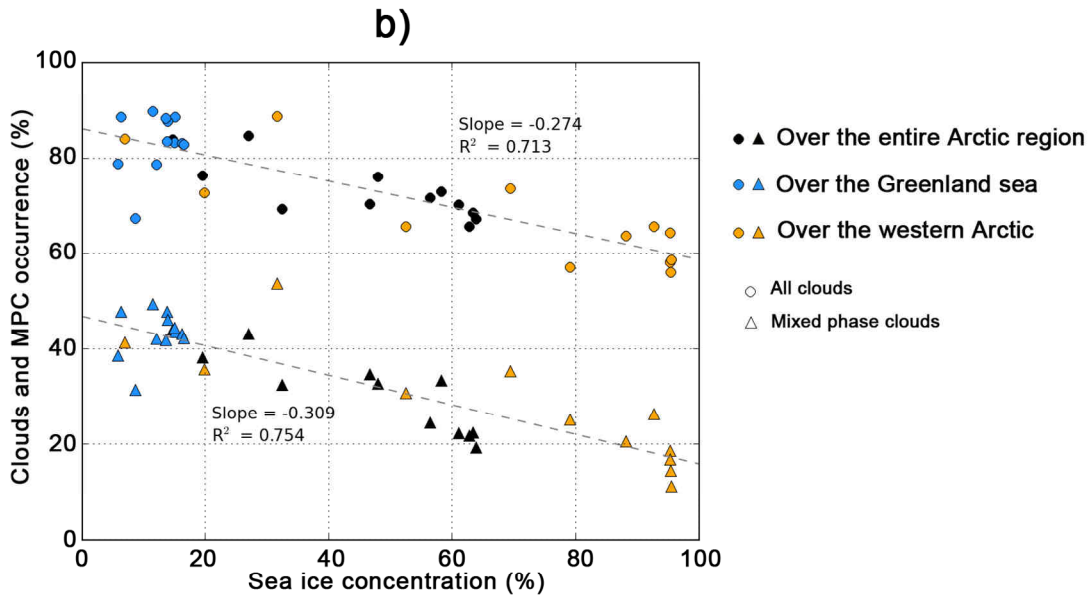 b)
Clouds and MPC occurrence (%)
100
80
60
40
20
0
Slope = -0.274
R² = 0.713
Slope = -0.309
R² = 0.754
0 20 40 60 80 100
Sea ice concentration (%)
Over the entire Arctic region
Over the Greenland sea
Over the western Arctic
All clouds
Mixed phase clouds